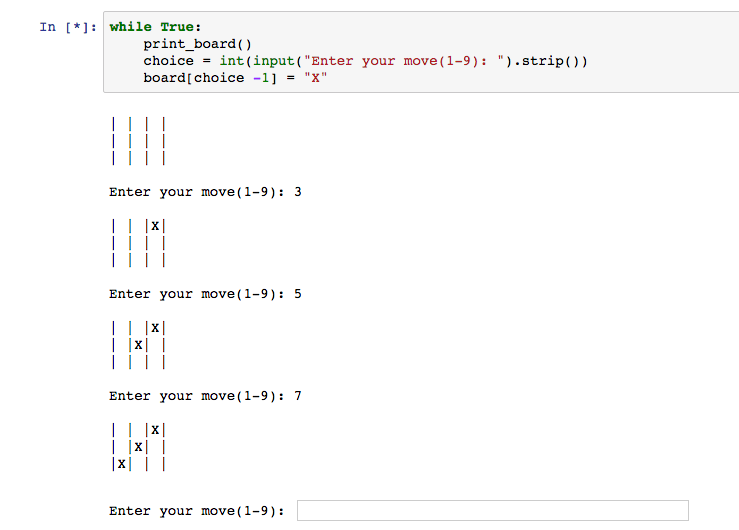 In [*]: while True:
    print_board()
    choice = int(input("Enter your move(1-9): ").strip())
    board[choice -1] = "X"
| | | |
| | | |
| | | |
Enter your move(1-9): 3
| | |X|
| | | |
| | | |
Enter your move(1-9): 5
| | |X|
| |X| |
| | | |
Enter your move(1-9): 7
| | |X|
| |X| |
|X| | |
Enter your move(1-9):